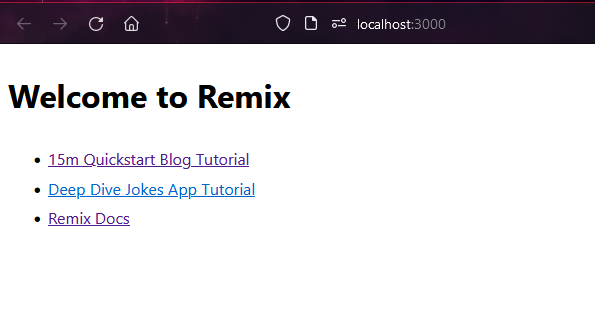 localhost:3000
Welcome to Remix
15m Quickstart Blog Tutorial
Deep Dive Jokes App Tutorial
Remix Docs